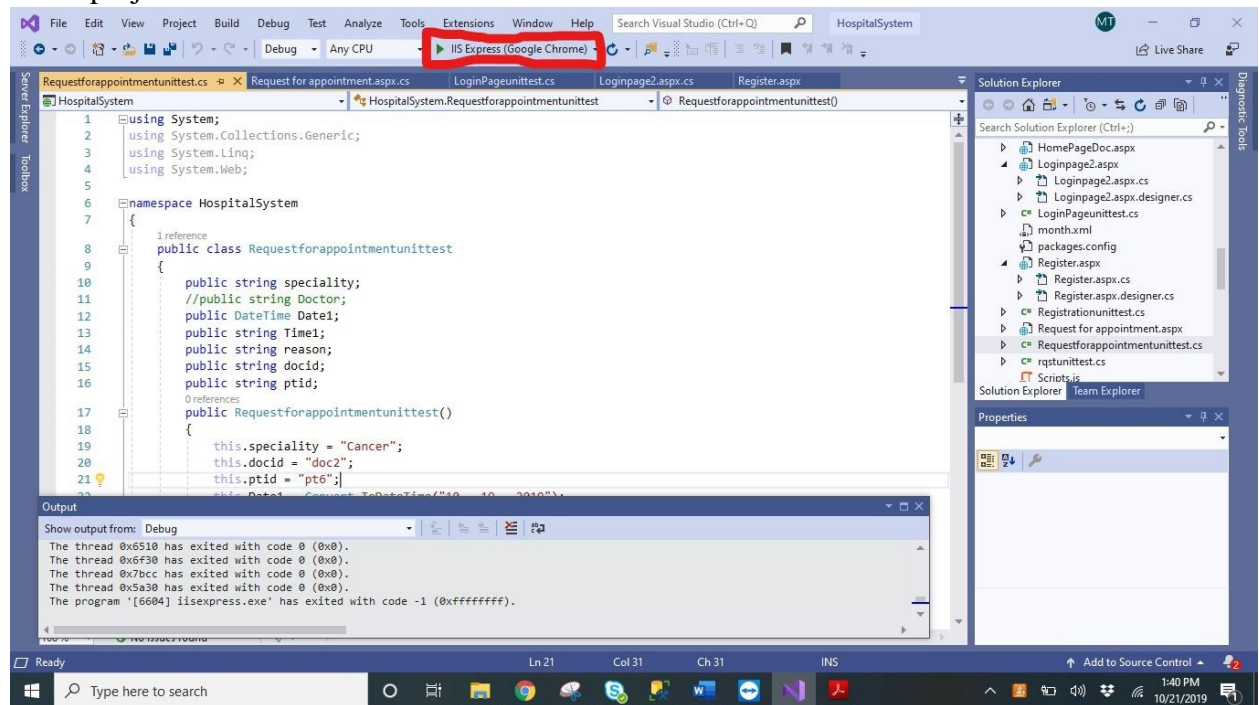 File Edit View Project Build Debug Test Analyze Tools Extensions Window Help Search Visual Studio (Ctrl+Q) HospitalSystem MT
Debug Any CPU IIS Express (Google Chrome) Live Share
Server Explorer
Toolbox
Requestforappointmentunittest.cs Request for appointment.aspx.cs LoginPageunittest.cs Loginpage2.aspx.cs Register.aspx
HospitalSystem HospitalSystem.Requestforappointmentunittest Requestforappointmentunittest()
1 using System;
2 using System.Collections.Generic;
3 using System.Linq;
4 using System.Web;
5
6 namespace HospitalSystem
7 {
1 reference
8 public class Requestforappointmentunittest
9 {
10 public string speciality;
11 //public string Doctor;
12 public DateTime Date1;
13 public string Time1;
14 public string reason;
15 public string docid;
16 public string ptid;
0 references
17 public Requestforappointmentunittest()
18 {
19 this.speciality = "Cancer";
20 this.docid = "doc2";
21 this.ptid = "pt6";
Output
Show output from: Debug
The thread 0x6510 has exited with code 0 (0x0).
The thread 0x6f30 has exited with code 0 (0x0).
The thread 0x7bcc has exited with code 0 (0x0).
The thread 0x5a30 has exited with code 0 (0x0).
The program '[6604] iisexpress.exe' has exited with code -1 (0xffffffff).
Solution Explorer
Search Solution Explorer (Ctrl+;)
HomePageDoc.aspx
Loginpage2.aspx
Loginpage2.aspx.cs
Loginpage2.aspx.designer.cs
C# LoginPageunittest.cs
month.xml
packages.config
Register.aspx
Register.aspx.cs
Register.aspx.designer.cs
C# Registrationunittest.cs
Request for appointment.aspx
C# Requestforappointmentunittest.cs
C# rqstunittest.cs
Scripts.js
Solution Explorer Team Explorer
Properties
Diagnostic Tools
Ready Ln 21 Col 31 Ch 31 INS Add to Source Control 2
Type here to search 1:40 PM
10/21/2019 1